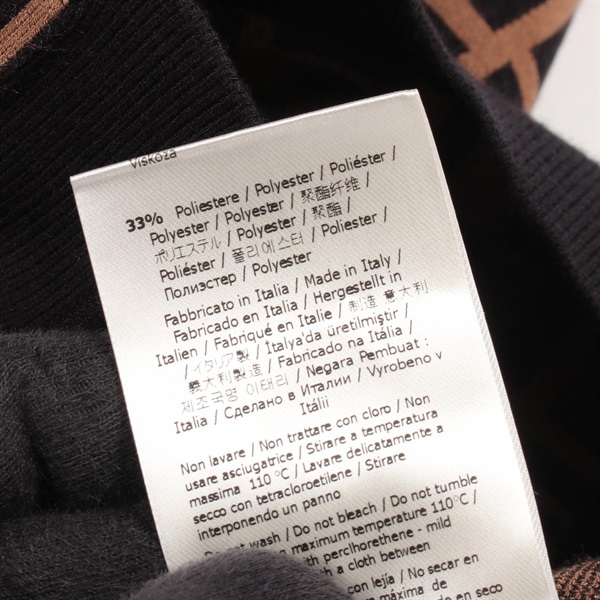 Viskoza
33% Poliestere / Polyester / Poliéster /
Polyester / Polyester / 聚酯纤维 /
ポリエステル / 폴리에스터 / 聚酯 /
Poliéster / Polyester / Poliester /
Полиэстер / Polyester
Fabbricato in Italia / Made in Italy /
Fabricado en Italia / Hergestellt in
Italien / Fabriqué en Italie / 制造 意大利
/ イタリア製 / İtalya'da üretilmiştir /
義大利製造 / Fabricado na Itália /
제조국명 이태리 / Negara Pembuat :
Italia / Сделано в Италии / Vyrobeno v
Itálii
Non lavare / Non trattare con cloro / Non
usare asciugatrice / Stirare a temperatura
massima 110 °C / Lavare delicatamente a
secco con tetracloroetilene / Stirare
interponendo un panno
wash / Do not bleach / Do not tumble
maximum temperature 110°C /
with perclhorethene - mild
a cloth between
con lejía / No secar en
en seco